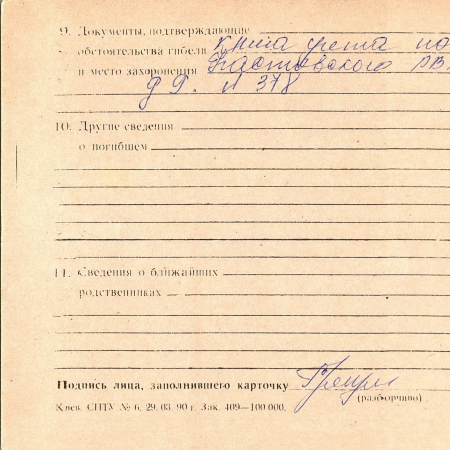 9. Документы, подтверждающие
обстоятельства гибели книга учета по
и место захоронения Фастовского РВ
ф Р. № 378
10. Другие сведения
о погибшем
11. Сведения о ближайших
родственниках
Подпись лица, заполнившего карточку
(разборчиво)
Киев. СПТУ № 6. 29. 03. 90 г. Зак. 409—100.000.